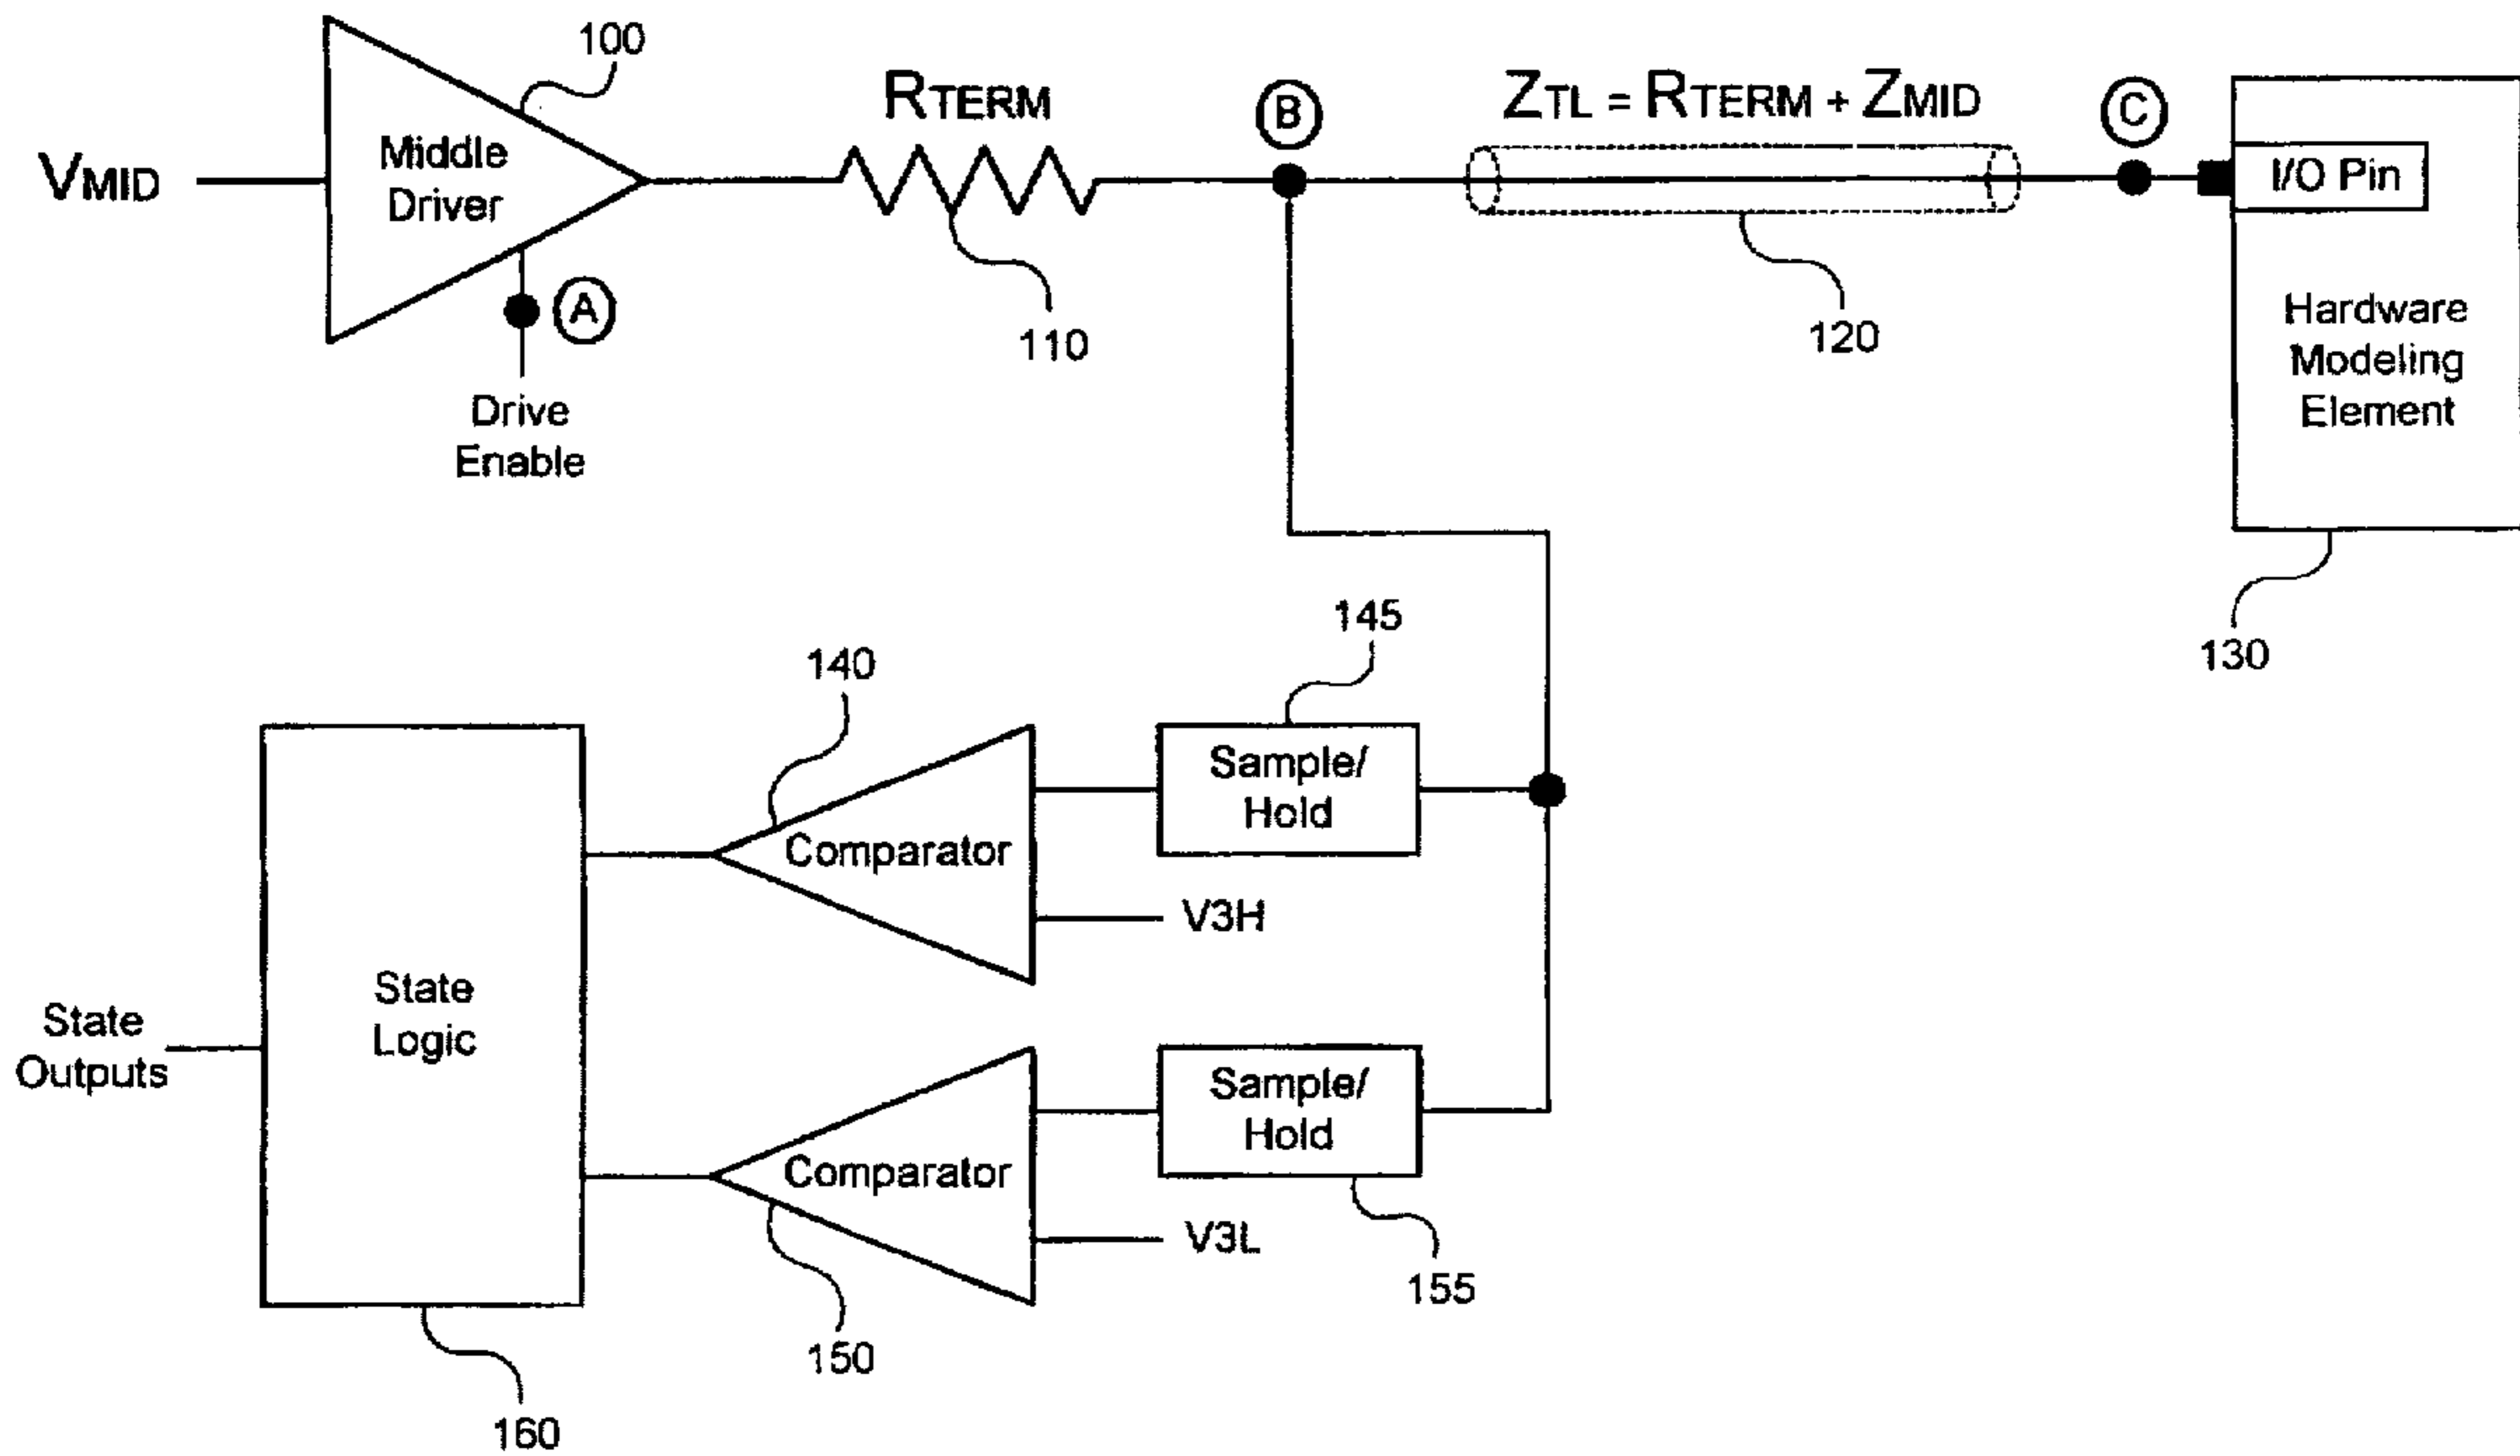 100
RTERM
B
ZTL = RTERM + ZMID
C
VMID
Middle
Driver
I/O Pin
A
110
120
Hardware
Modeling
Element
Drive
Enable
145
140
130
Sample/
Hold
Comparator
V3H
State
Logic
State
Outputs
Sample/
Hold
Comparator
V3L
155
150
160